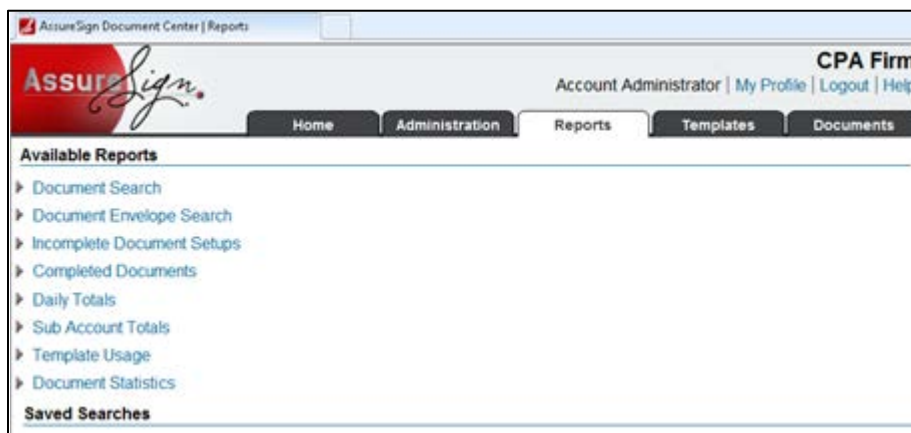 AssureSign Document Center | Reports
AssureSign.
CPA Firm
Account Administrator | My Profile | Logout | Help
Home Administration Reports Templates Documents
Available Reports
Document Search
Document Envelope Search
Incomplete Document Setups
Completed Documents
Daily Totals
Sub Account Totals
Template Usage
Document Statistics
Saved Searches